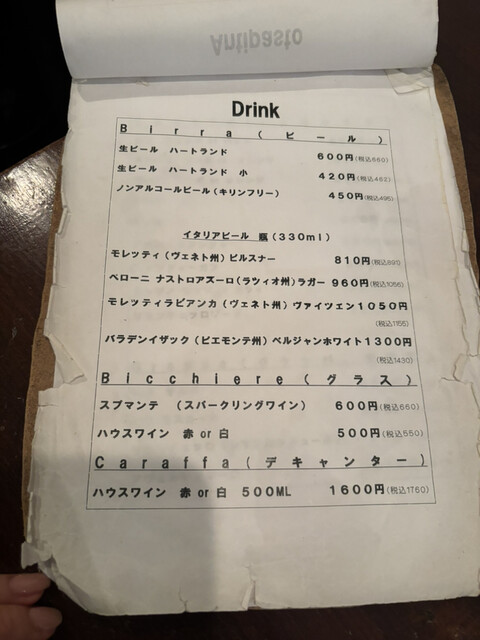 Antipasto
Drink
Birra(ビール)
生ビール ハートランド 600円(税込660)
生ビール ハートランド 小 420円(税込462)
ノンアルコールビール(キリンフリー) 450円(税込495)
イタリアビール 瓶(330ml)
モレッティ(ヴェネト州)ピルスナー 810円(税込891)
ペローニ ナストロアズーロ(ラツィオ州)ラガー 960円(税込1056)
モレッティラビアンカ(ヴェネト州)ヴァイツェン1050円
(税込1155)
バラデンイザック(ピエモンテ州)ベルジャンホワイト1300円
(税込1430)
Bicchiere(グラス)
スプマンテ (スパークリングワイン) 600円(税込660)
ハウスワイン 赤 or 白 500円(税込550)
Caraffa(デキャンター)
ハウスワイン 赤 or 白 500ML 1600円(税込1760)